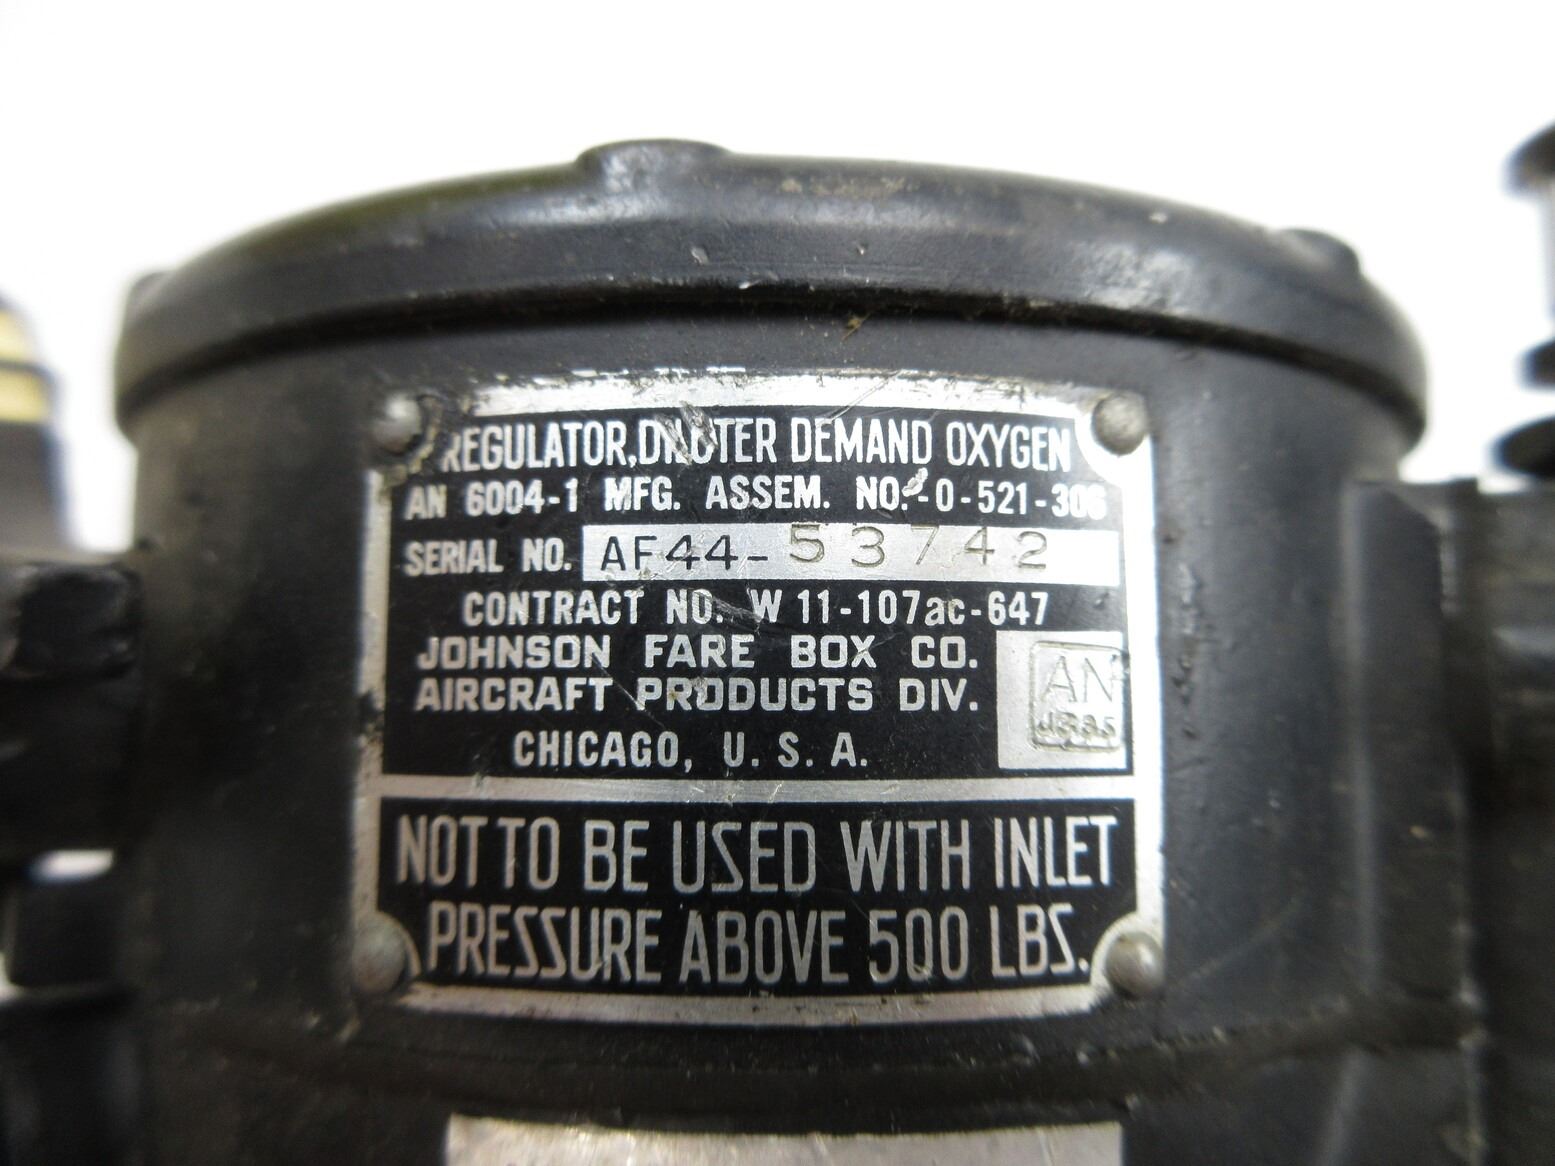 REGULATOR, DILUTER DEMAND OXYGEN
AN 6004-1 MFG. ASSEM. NO.-0-521-306
SERIAL NO. AF44-53742
CONTRACT NO. W 11-107ac-647
JOHNSON FARE BOX CO.
AIRCRAFT PRODUCTS DIV.
CHICAGO, U. S. A.
AN
NOT TO BE USED WITH INLET
PRESSURE ABOVE 500 LBS.